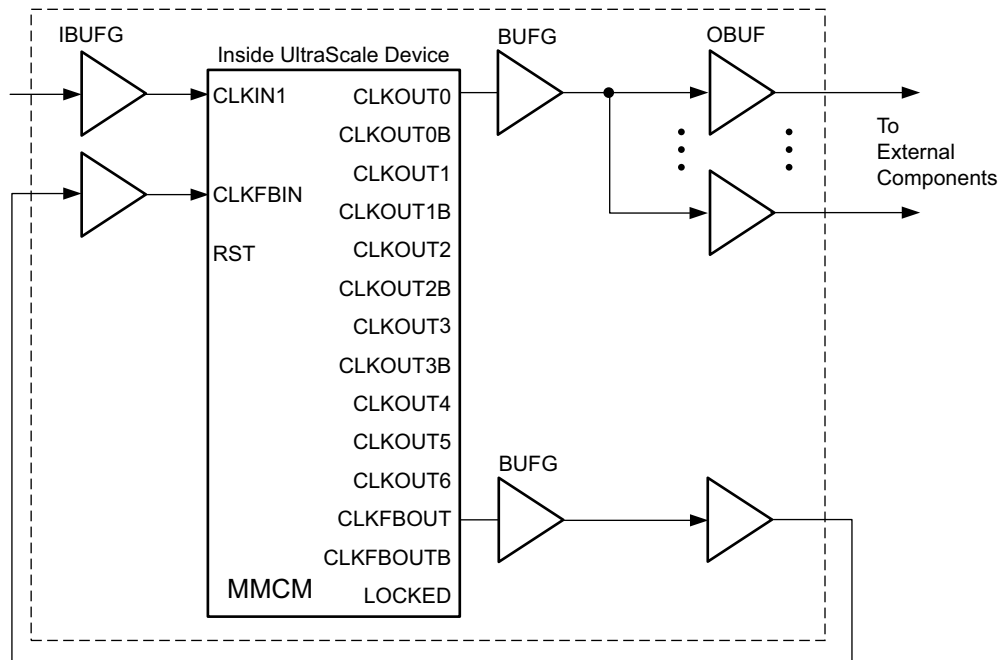 IBUFG
Inside UltraScale Device
BUFG
OBUF
CLKIN1
CLKFBIN
RST
CLKOUT0
CLKOUT0B
CLKOUT1
CLKOUT1B
CLKOUT2
CLKOUT2B
CLKOUT3
CLKOUT3B
CLKOUT4
CLKOUT5
CLKOUT6
CLKFBOUT
CLKFBOUTB
LOCKED
MMCM
BUFG
To
External
Components